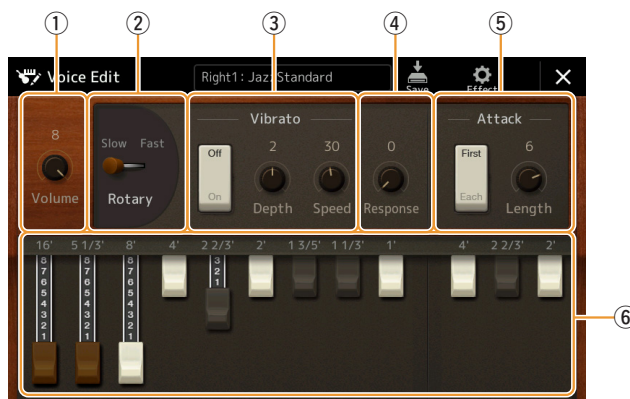 ① ② ③ ④ ⑤
Voice Edit Right1: Jazz Standard Save Effect ×
Vibrato Attack
8 Slow Fast Off 2 30 0 First 6
On Each
Volume Rotary Depth Speed Response Length
16' 5 1/3' 8' 4' 2 2/3' 2' 1 3/5' 1 1/3' 1' 4' 2 2/3' 2'
8 8 8 3
7 7 7 2
6 6 6 1
5 5 5
4 4 4
3 3 3
2 2 2
1 1 1
⑥